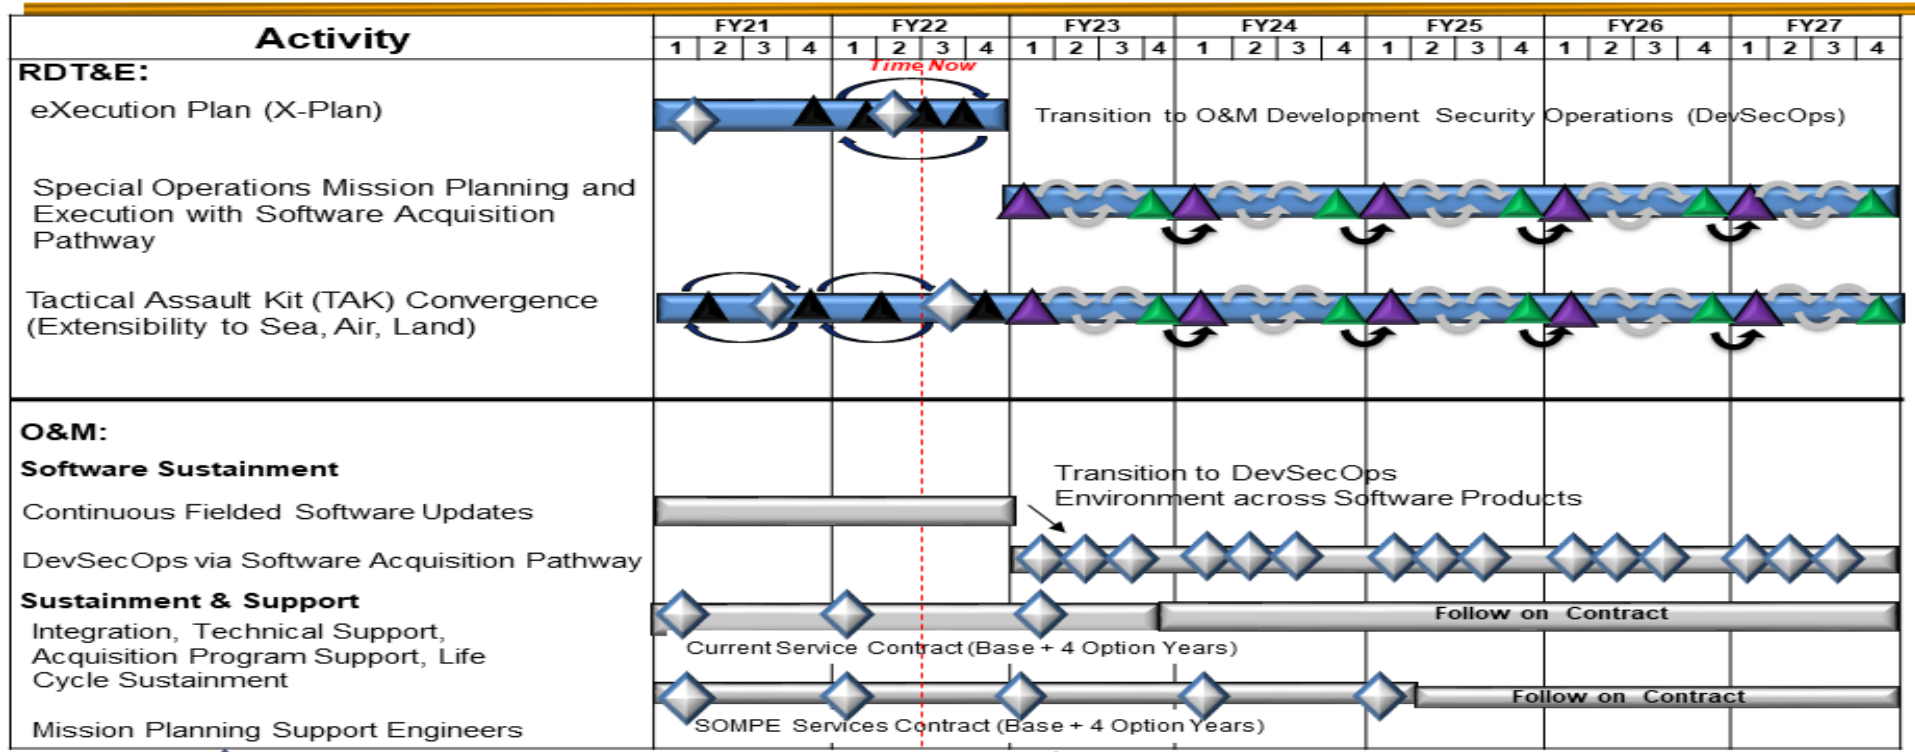 Activity
FY21 FY22 FY23 FY24 FY25 FY26 FY27
1 2 3 4 1 2 3 4 1 2 3 4 1 2 3 4 1 2 3 4 1 2 3 4 1 2 3 4
Time Now
RDT&E:
eXecution Plan (X-Plan)
Transition to O&M Development Security Operations (DevSecOps)
Special Operations Mission Planning and
Execution with Software Acquisition
Pathway
Tactical Assault Kit (TAK) Convergence
(Extensibility to Sea, Air, Land)
O&M:
Software Sustainment
Transition to DevSecOps
Environment across Software Products
Continuous Fielded Software Updates
DevSecOps via Software Acquisition Pathway
Sustainment & Support
Follow on Contract
Integration, Technical Support,
Acquisition Program Support, Life
Cycle Sustainment
Current Service Contract (Base + 4 Option Years)
Follow on Contract
Mission Planning Support Engineers
SOMPE Services Contract (Base + 4 Option Years)